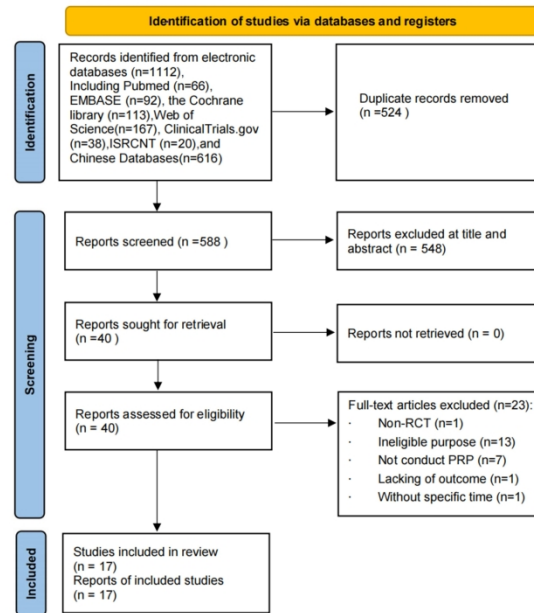 Identification of studies via databases and registers
Identification
Records identified from electronic
databases (n=1112),
Including Pubmed (n=66),
EMBASE (n=92), the Cochrane
library (n=113),Web of
Science(n=167), ClinicalTrials.gov
(n=38),ISRCNT (n=20),and
Chinese Databases(n=616)
Duplicate records removed
(n =524 )
Screening
Reports screened (n =588 )
Reports excluded at title and
abstract (n = 548)
Reports sought for retrieval
(n =40 )
Reports not retrieved (n = 0)
Reports assessed for eligibility
(n = 40)
Full-text articles excluded (n=23):
· Non-RCT (n=1)
· Ineligible purpose (n=13)
· Not conduct PRP (n=7)
· Lacking of outcome (n=1)
· Without specific time (n=1)
Included
Studies included in review
(n = 17)
Reports of included studies
(n = 17)